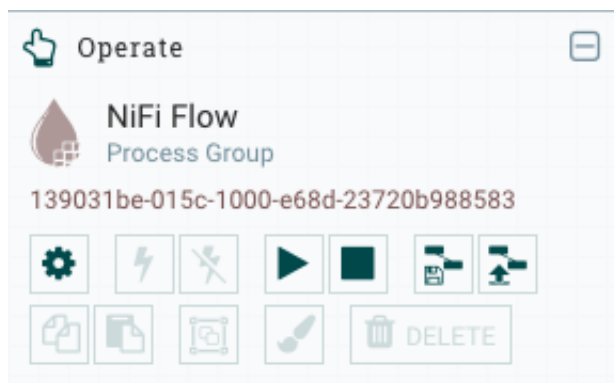 Operate
NiFi Flow
Process Group
139031be-015c-1000-e68d-23720b988583
DELETE